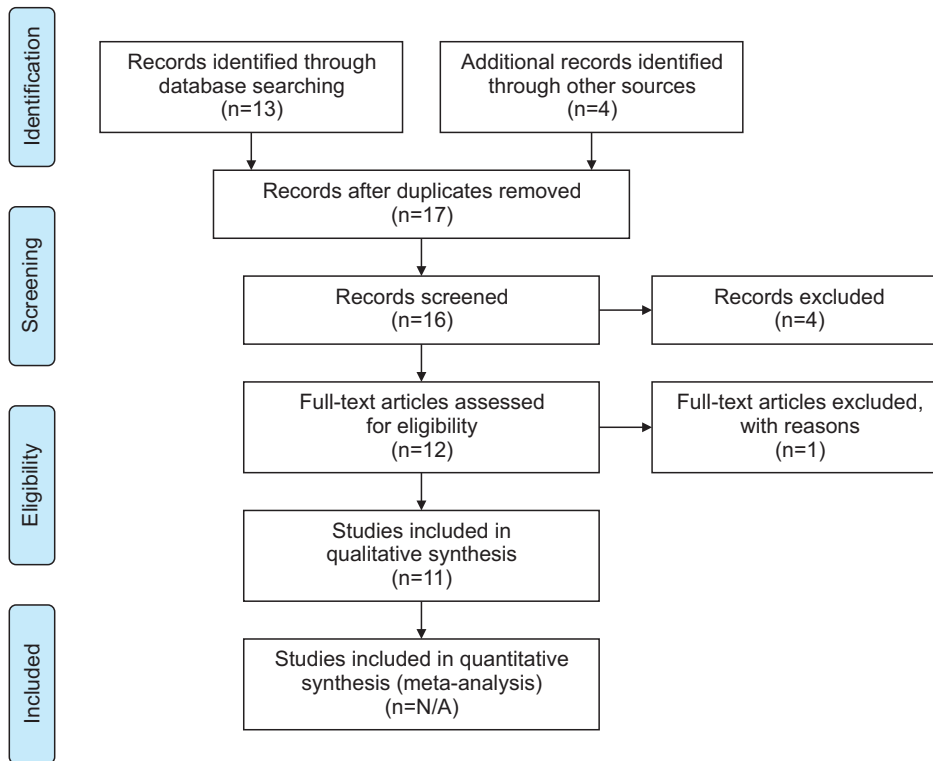 Identification
Records identified through
database searching
(n=13)
Additional records identified
through other sources
(n=4)
Records after duplicates removed
(n=17)
Screening
Records screened
(n=16)
Records excluded
(n=4)
Eligibility
Full-text articles assessed
for eligibility
(n=12)
Full-text articles excluded,
with reasons
(n=1)
Studies included in
qualitative synthesis
(n=11)
Included
Studies included in quantitative
synthesis (meta-analysis)
(n=N/A)